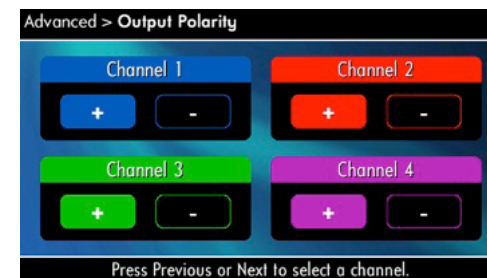 Advanced > Output Polarity
Channel 1
Channel 2
+ -
+ -
Channel 3
Channel 4
+ -
+ -
Press Previous or Next to select a channel.